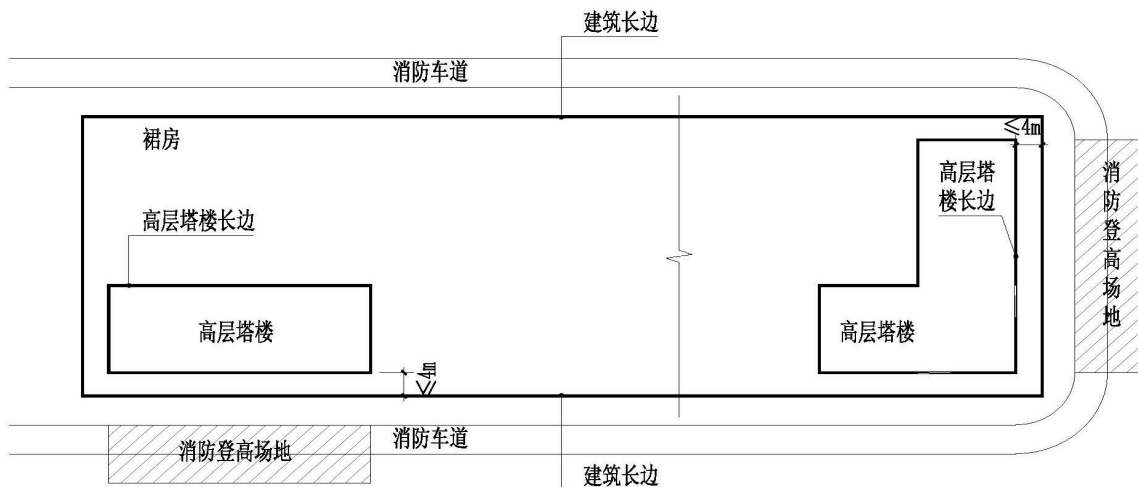 建筑长边
消防车道
裙房
≤4m
高层塔
楼长边
消防登高场地
高层塔楼长边
高层塔楼
高层塔楼
≤4m
消防车道
消防登高场地
建筑长边